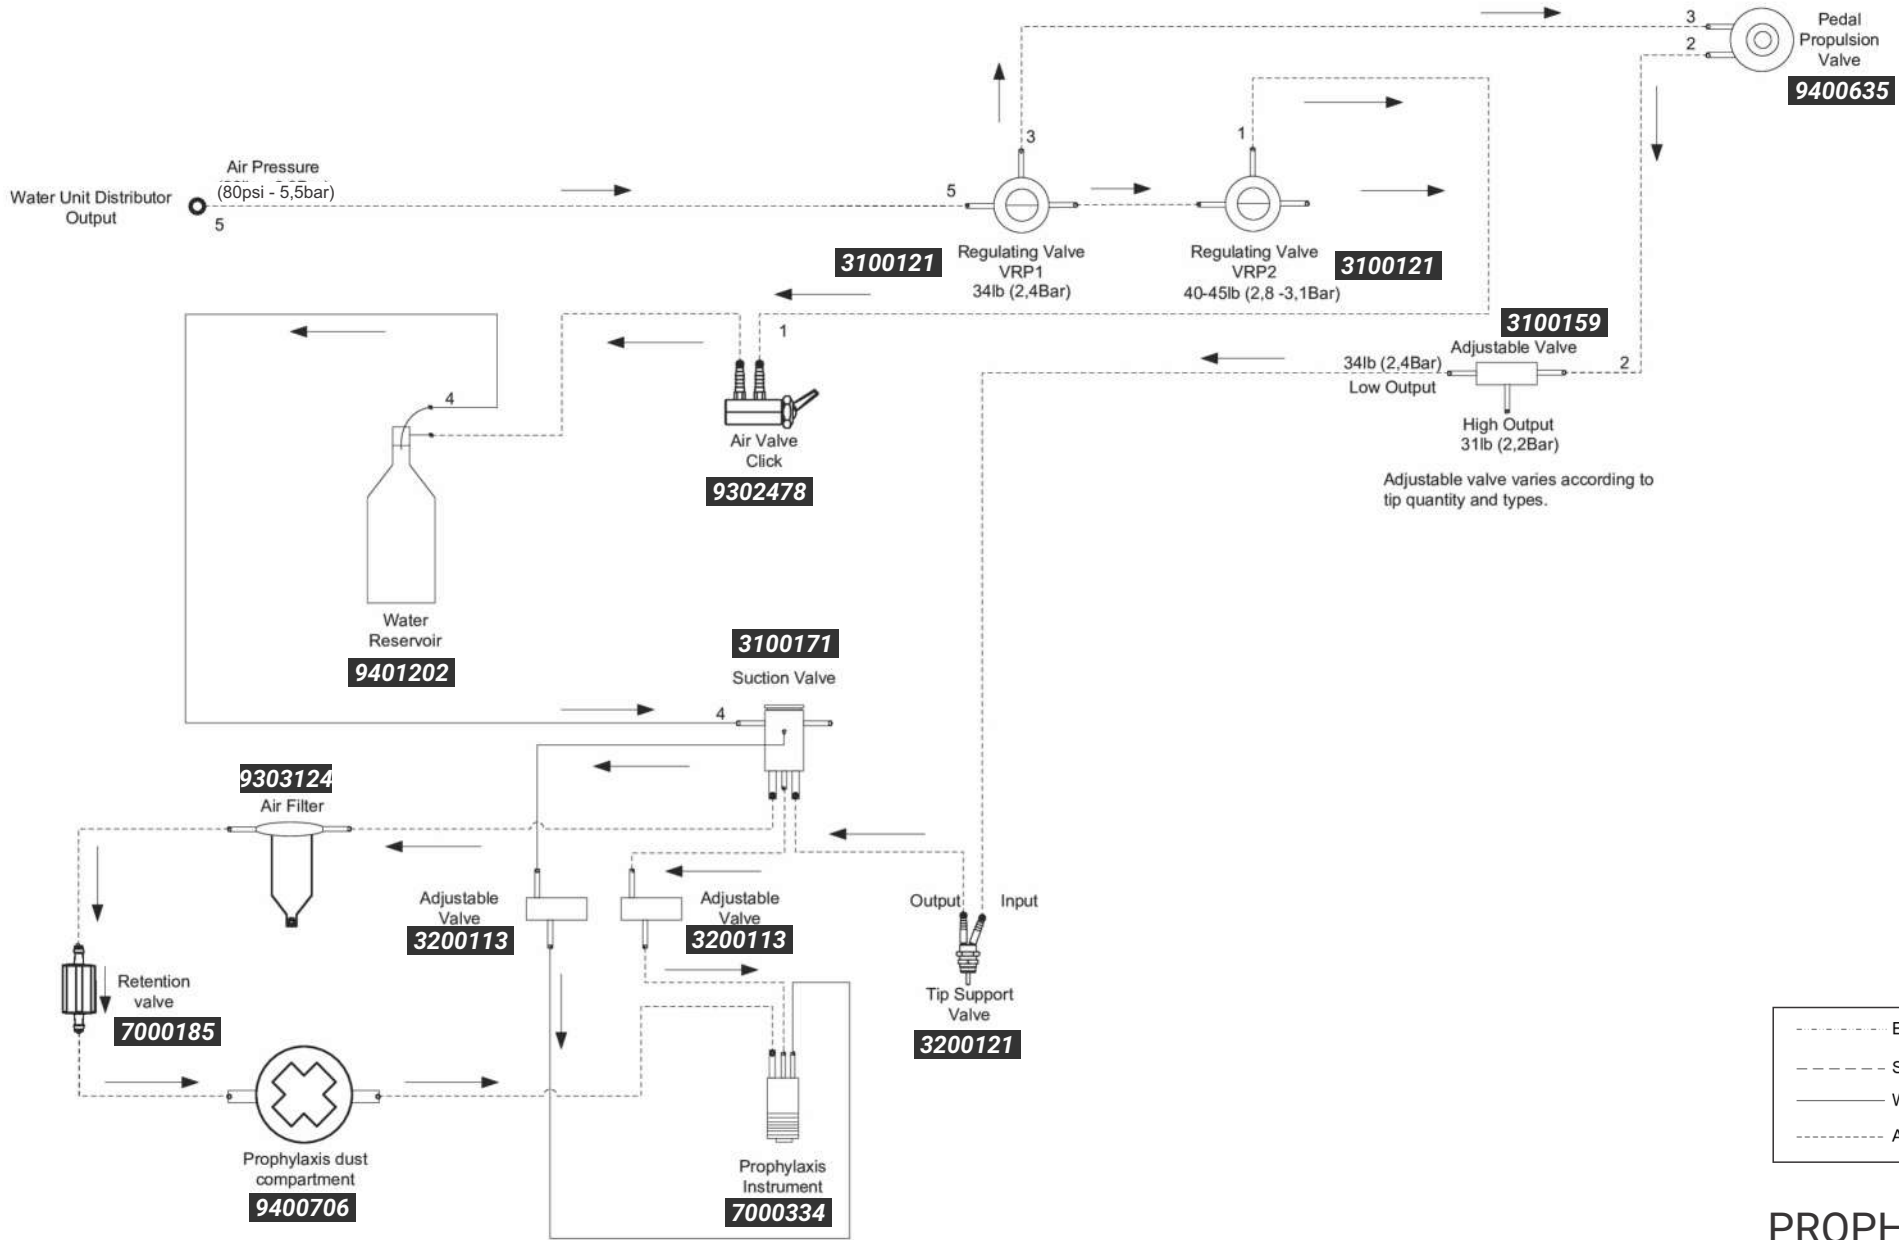 3
Pedal
Propulsion
Valve
2
9400635
3
1
Air Pressure
(80psi - 5,5bar)
Water Unit Distributor
Output
5
5
Regulating Valve
VRP1
34lb (2,4Bar)
3100121
Regulating Valve
VRP2
40-45lb (2,8 -3,1Bar)
3100121
1
3100159
Adjustable Valve
34lb (2,4Bar)
Low Output
2
High Output
31lb (2,2Bar)
Adjustable valve varies according to
tip quantity and types.
4
Air Valve
Click
9302478
Water
Reservoir
9401202
3100171
Suction Valve
4
9303124
Air Filter
Adjustable
Valve
3200113
Adjustable
Valve
3200113
Output
Input
Tip Support
Valve
3200121
Retention
valve
7000185
Prophylaxis dust
compartment
9400706
Prophylaxis
Instrument
7000334
E
S
W
A
PROPH